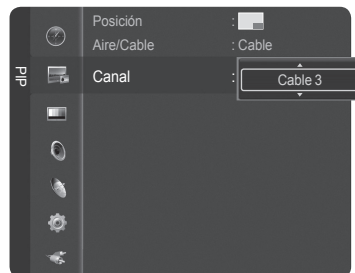 PIP
Posición :
Aire/Cable : Cable
Canal : Cable 3